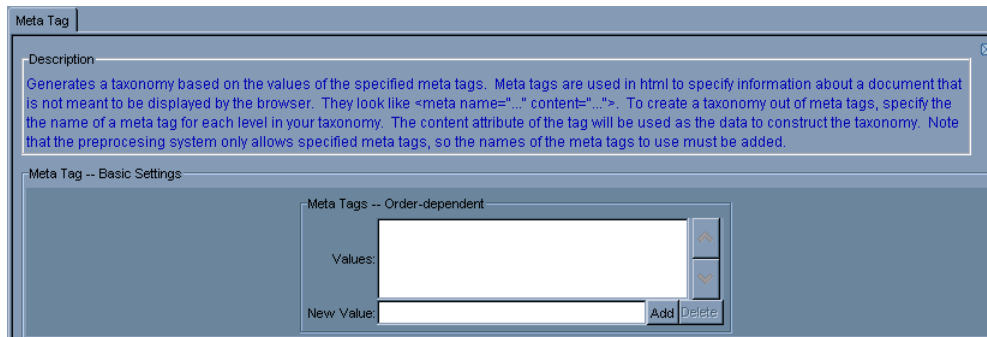 Meta Tag
Description
Generates a taxonomy based on the values of the specified meta tags. Meta tags are used in html to specify information about a document that
is not meant to be displayed by the browser. They look like <meta name="..." content="...">. To create a taxonomy out of meta tags, specify the
the name of a meta tag for each level in your taxonomy. The content attribute of the tag will be used as the data to construct the taxonomy. Note
that the preprocesing system only allows specified meta tags, so the names of the meta tags to use must be added.
Meta Tag -- Basic Settings
Meta Tags -- Order-dependent
Values:
New Value: Add Delete